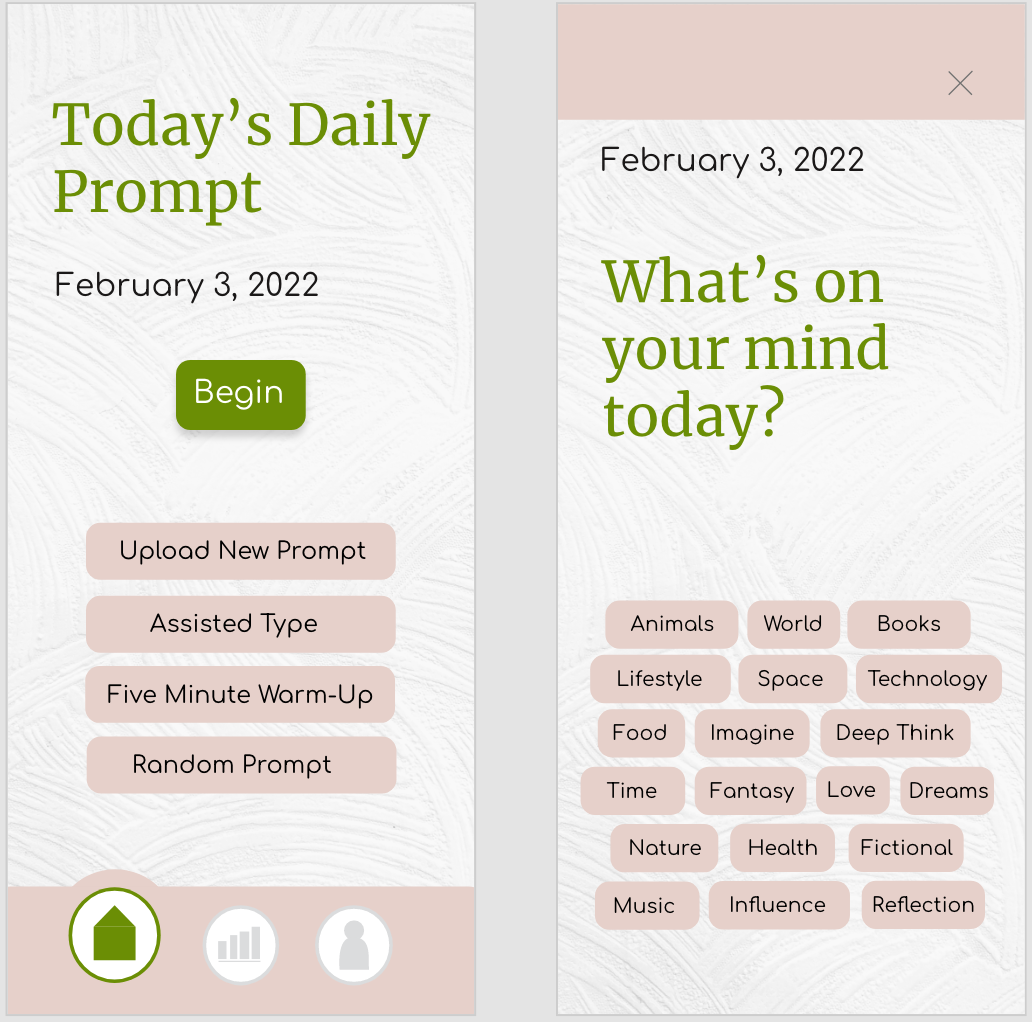 Today’s Daily
Prompt
February 3, 2022
Begin
Upload New Prompt
Assisted Type
Five Minute Warm-Up
Random Prompt
February 3, 2022
What’s on
your mind
today?
Animals World Books
Lifestyle Space Technology
Food Imagine Deep Think
Time Fantasy Love Dreams
Nature Health Fictional
Music Influence Reflection